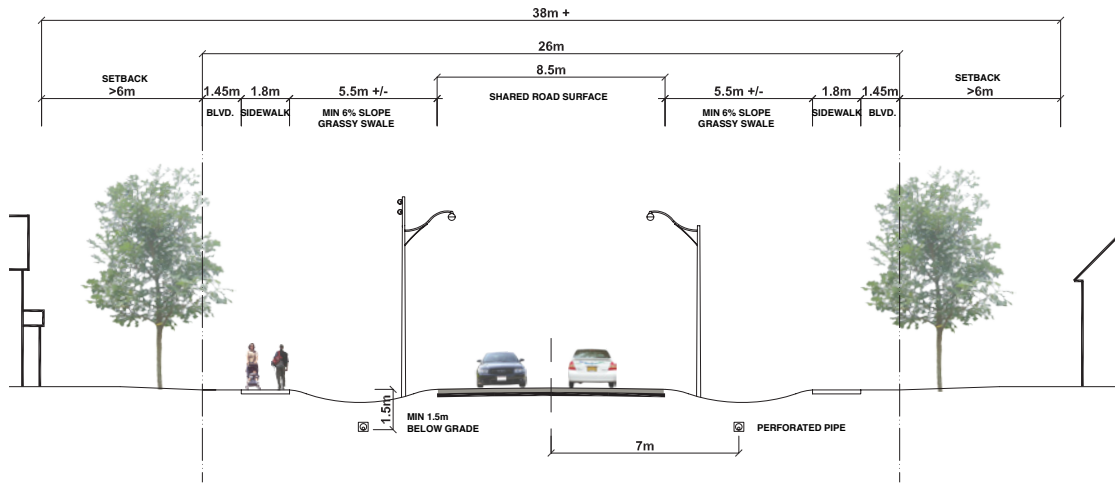 38m +
26m
8.5m
SETBACK
>6m
1.45m
1.8m
5.5m +/-
SHARED ROAD SURFACE
5.5m +/-
1.8m
1.45m
SETBACK
>6m
BLVD.
SIDEWALK
MIN 6% SLOPE
GRASSY SWALE
MIN 6% SLOPE
GRASSY SWALE
SIDEWALK
BLVD.
1.5m
MIN 1.5m
BELOW GRADE
7m
PERFORATED PIPE